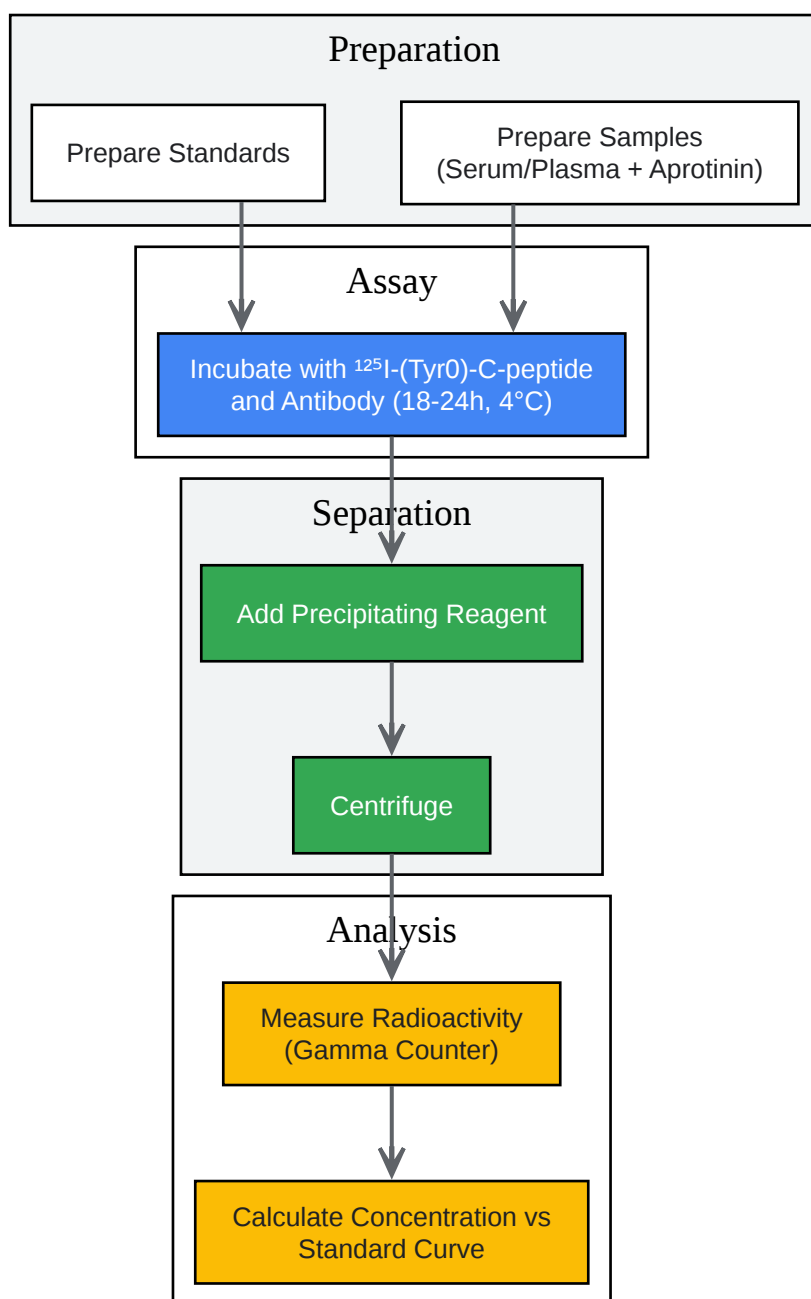 Preparation
Prepare Standards
Prepare Samples
(Serum/Plasma + Aprotinin)
Assay
Incubate with ¹²⁵I-(Tyr0)-C-peptide
and Antibody (18-24h, 4°C)
Separation
Add Precipitating Reagent
Centrifuge
Analysis
Measure Radioactivity
(Gamma Counter)
Calculate Concentration vs
Standard Curve